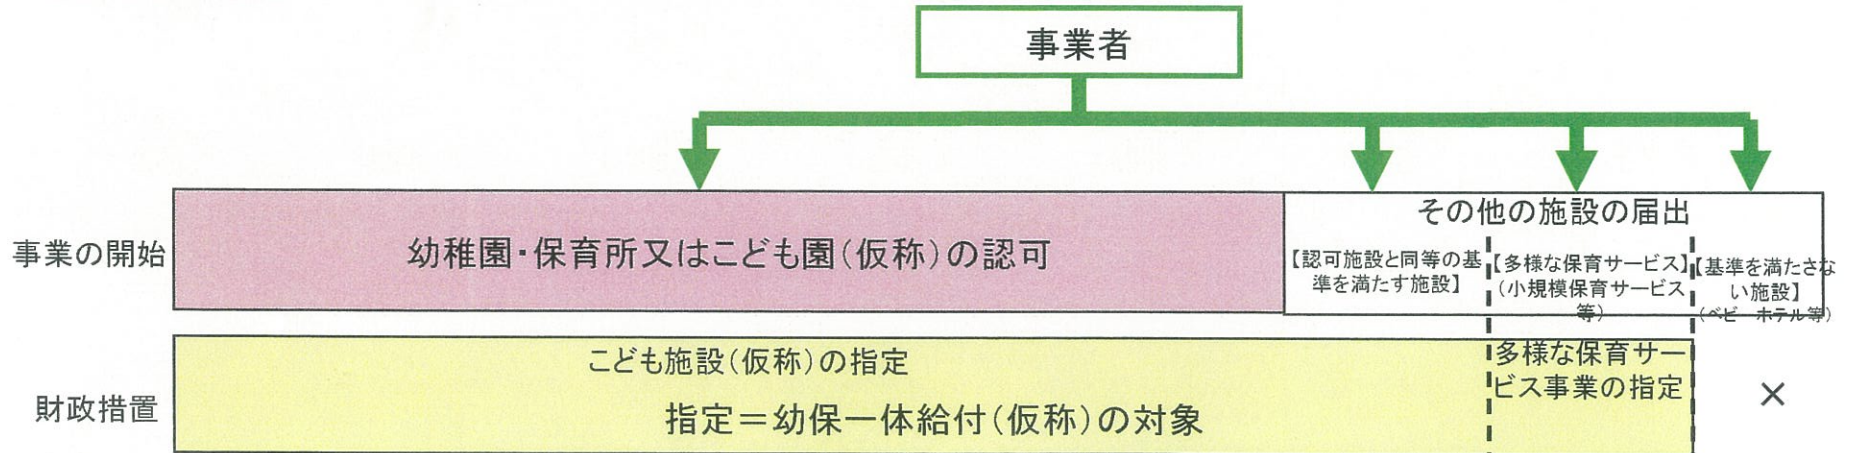 事業者
その他の施設の届出
事業の開始
幼稚園・保育所又はこども園(仮称)の認可
【認可施設と同等の基
準を満たす施設】
【多様な保育サービス】
(小規模保育サービス
等)
【基準を満たさな
い施設】
(ベビーホテル等)
こども施設(仮称)の指定
多様な保育サー
ビス事業の指定
財政措置
指定=幼保一体給付(仮称)の対象
×